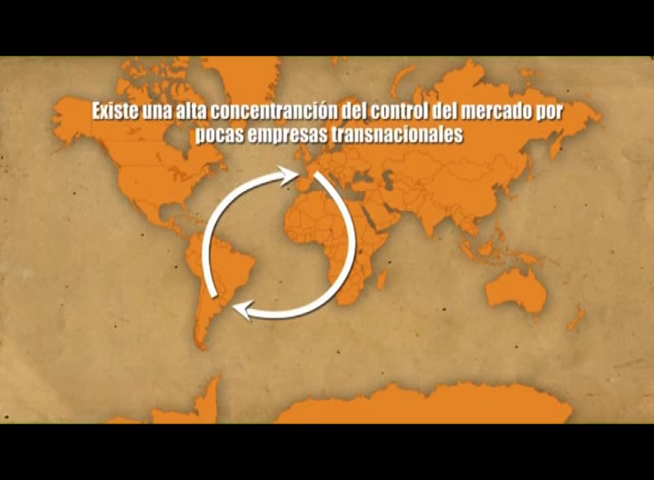 Existe una alta concentranción del control del mercado por
pocas empresas transnacionales